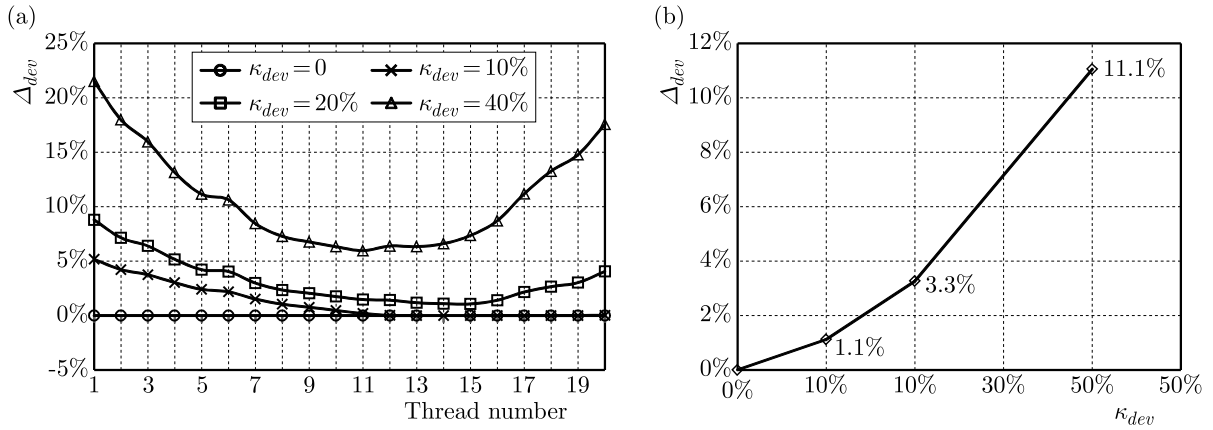 (a)
Δdev
25%
20%
15%
10%
5%
0%
-5%
κdev=0
κdev=10%
κdev=20%
κdev=40%
1 3 5 7 9 11 13 15 17 19
Thread number
(b)
Δdev
12%
10%
8%
6%
4%
2%
0%
11.1%
3.3%
1.1%
0% 10% 10% 30% 50% 50%
κdev